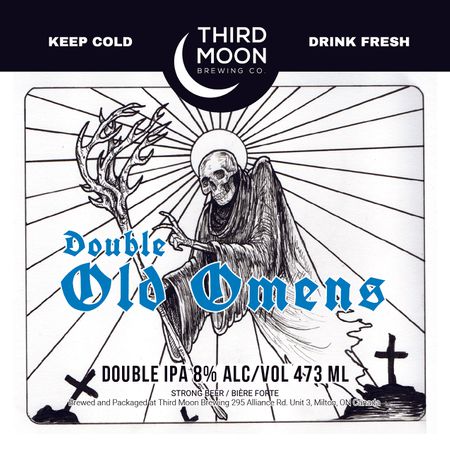 KEEP COLD
THIRD
MOON
BREWING CO.
DRINK FRESH
Double
Old Omens
DOUBLE IPA 8% ALC/VOL 473 ML
STRONG BEER / BIÈRE FORTE
Brewed and Packaged at Third Moon Brewing 295 Alliance Rd. Unit 3, Milton, ON Canada